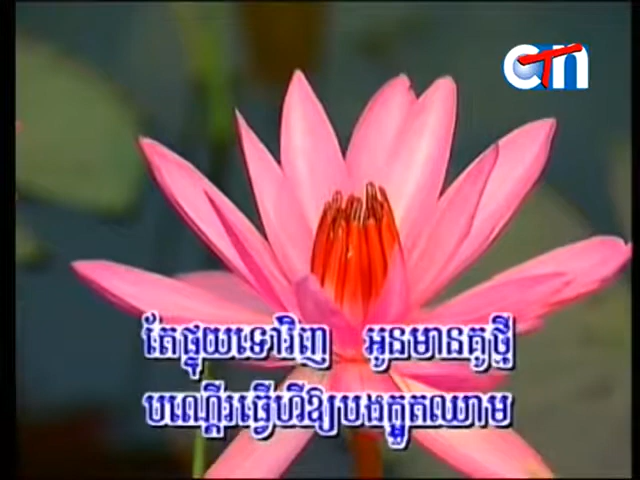 CTN
តែផ្ទុយទៅវិញ អូនមានគូថ្មី
បណ្ដើរធ្វើហីឱ្យបងក្អួតឈាម